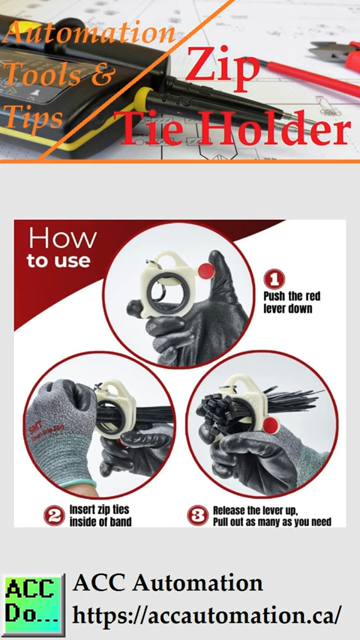 Automation
Tools &
Tips
Zip
Tie Holder
How
to use
1
Push the red
lever down
2 Insert zip ties
inside of band
3 Release the lever up,
Pull out as many as you need
ACC
Do...
ACC Automation
https://accautomation.ca/